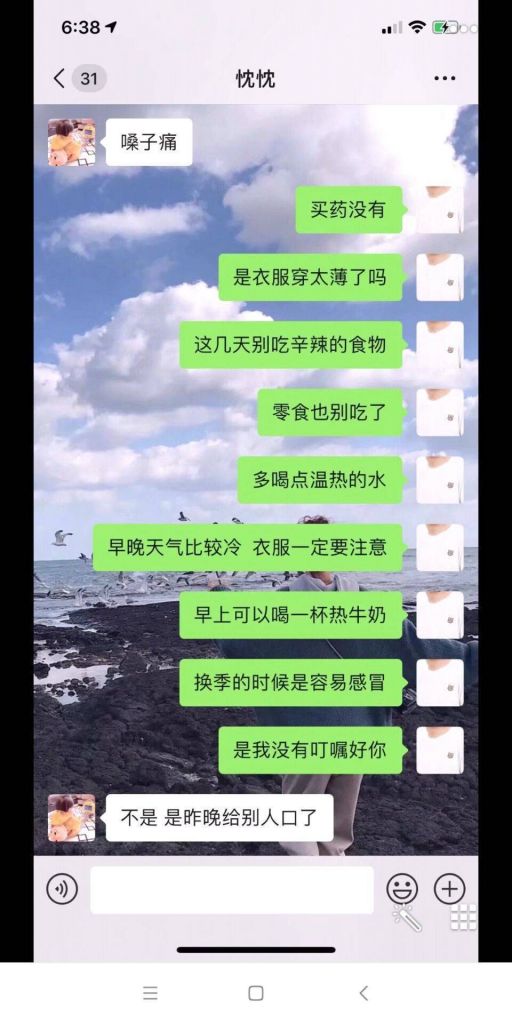 6:38
31
忱忱
嗓子痛
买药没有
是衣服穿太薄了吗
这几天别吃辛辣的食物
零食也别吃了
多喝点温热的水
早晚天气比较冷 衣服一定要注意
早上可以喝一杯热牛奶
换季的时候是容易感冒
是我没有叮嘱好你
不是 是昨晚给别人口了